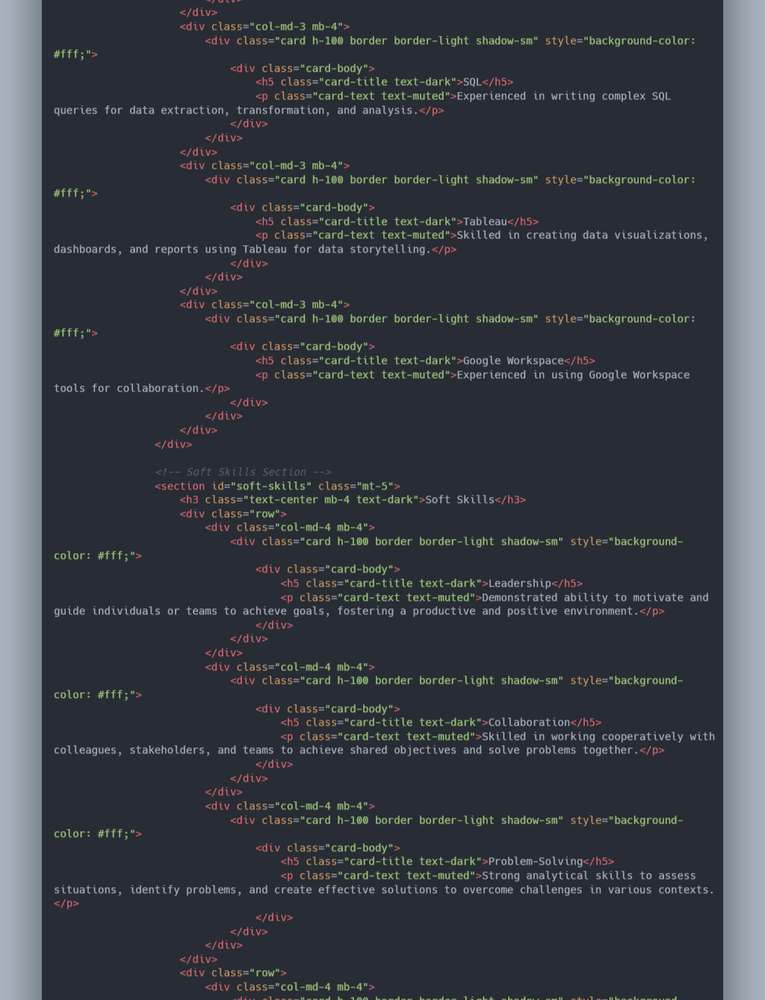 </div>
</div>
<div class="col-md-3 mb-4">
<div class="card h-100 border border-light shadow-sm" style="background-color:
#fff;">
<div class="card-body">
<h5 class="card-title text-dark">SQL</h5>
<p class="card-text text-muted">Experienced in writing complex SQL
queries for data extraction, transformation, and analysis.</p>
</div>
</div>
</div>
<div class="col-md-3 mb-4">
<div class="card h-100 border border-light shadow-sm" style="background-color:
#fff;">
<div class="card-body">
<h5 class="card-title text-dark">Tableau</h5>
<p class="card-text text-muted">Skilled in creating data visualizations,
dashboards, and reports using Tableau for data storytelling.</p>
</div>
</div>
</div>
<div class="col-md-3 mb-4">
<div class="card h-100 border border-light shadow-sm" style="background-color:
#fff;">
<div class="card-body">
<h5 class="card-title text-dark">Google Workspace</h5>
<p class="card-text text-muted">Experienced in using Google Workspace
tools for collaboration.</p>
</div>
</div>
</div>
</div>
<!-- Soft Skills Section -->
<section id="soft-skills" class="mt-5">
<h3 class="text-center mb-4 text-dark">Soft Skills</h3>
<div class="row">
<div class="col-md-4 mb-4">
<div class="card h-100 border border-light shadow-sm" style="background-
color: #fff;">
<div class="card-body">
<h5 class="card-title text-dark">Leadership</h5>
<p class="card-text text-muted">Demonstrated ability to motivate and
guide individuals or teams to achieve goals, fostering a productive and positive environment.</p>
</div>
</div>
</div>
<div class="col-md-4 mb-4">
<div class="card h-100 border border-light shadow-sm" style="background-
color: #fff;">
<div class="card-body">
<h5 class="card-title text-dark">Collaboration</h5>
<p class="card-text text-muted">Skilled in working cooperatively with
colleagues, stakeholders, and teams to achieve shared objectives and solve problems together.</p>
</div>
</div>
</div>
<div class="col-md-4 mb-4">
<div class="card h-100 border border-light shadow-sm" style="background-
color: #fff;">
<div class="card-body">
<h5 class="card-title text-dark">Problem-Solving</h5>
<p class="card-text text-muted">Strong analytical skills to assess
situations, identify problems, and create effective solutions to overcome challenges in various contexts.
</p>
</div>
</div>
</div>
</div>
<div class="row">
<div class="col-md-4 mb-4">
<div class="card h-100 border border-light shadow-sm" style="background-